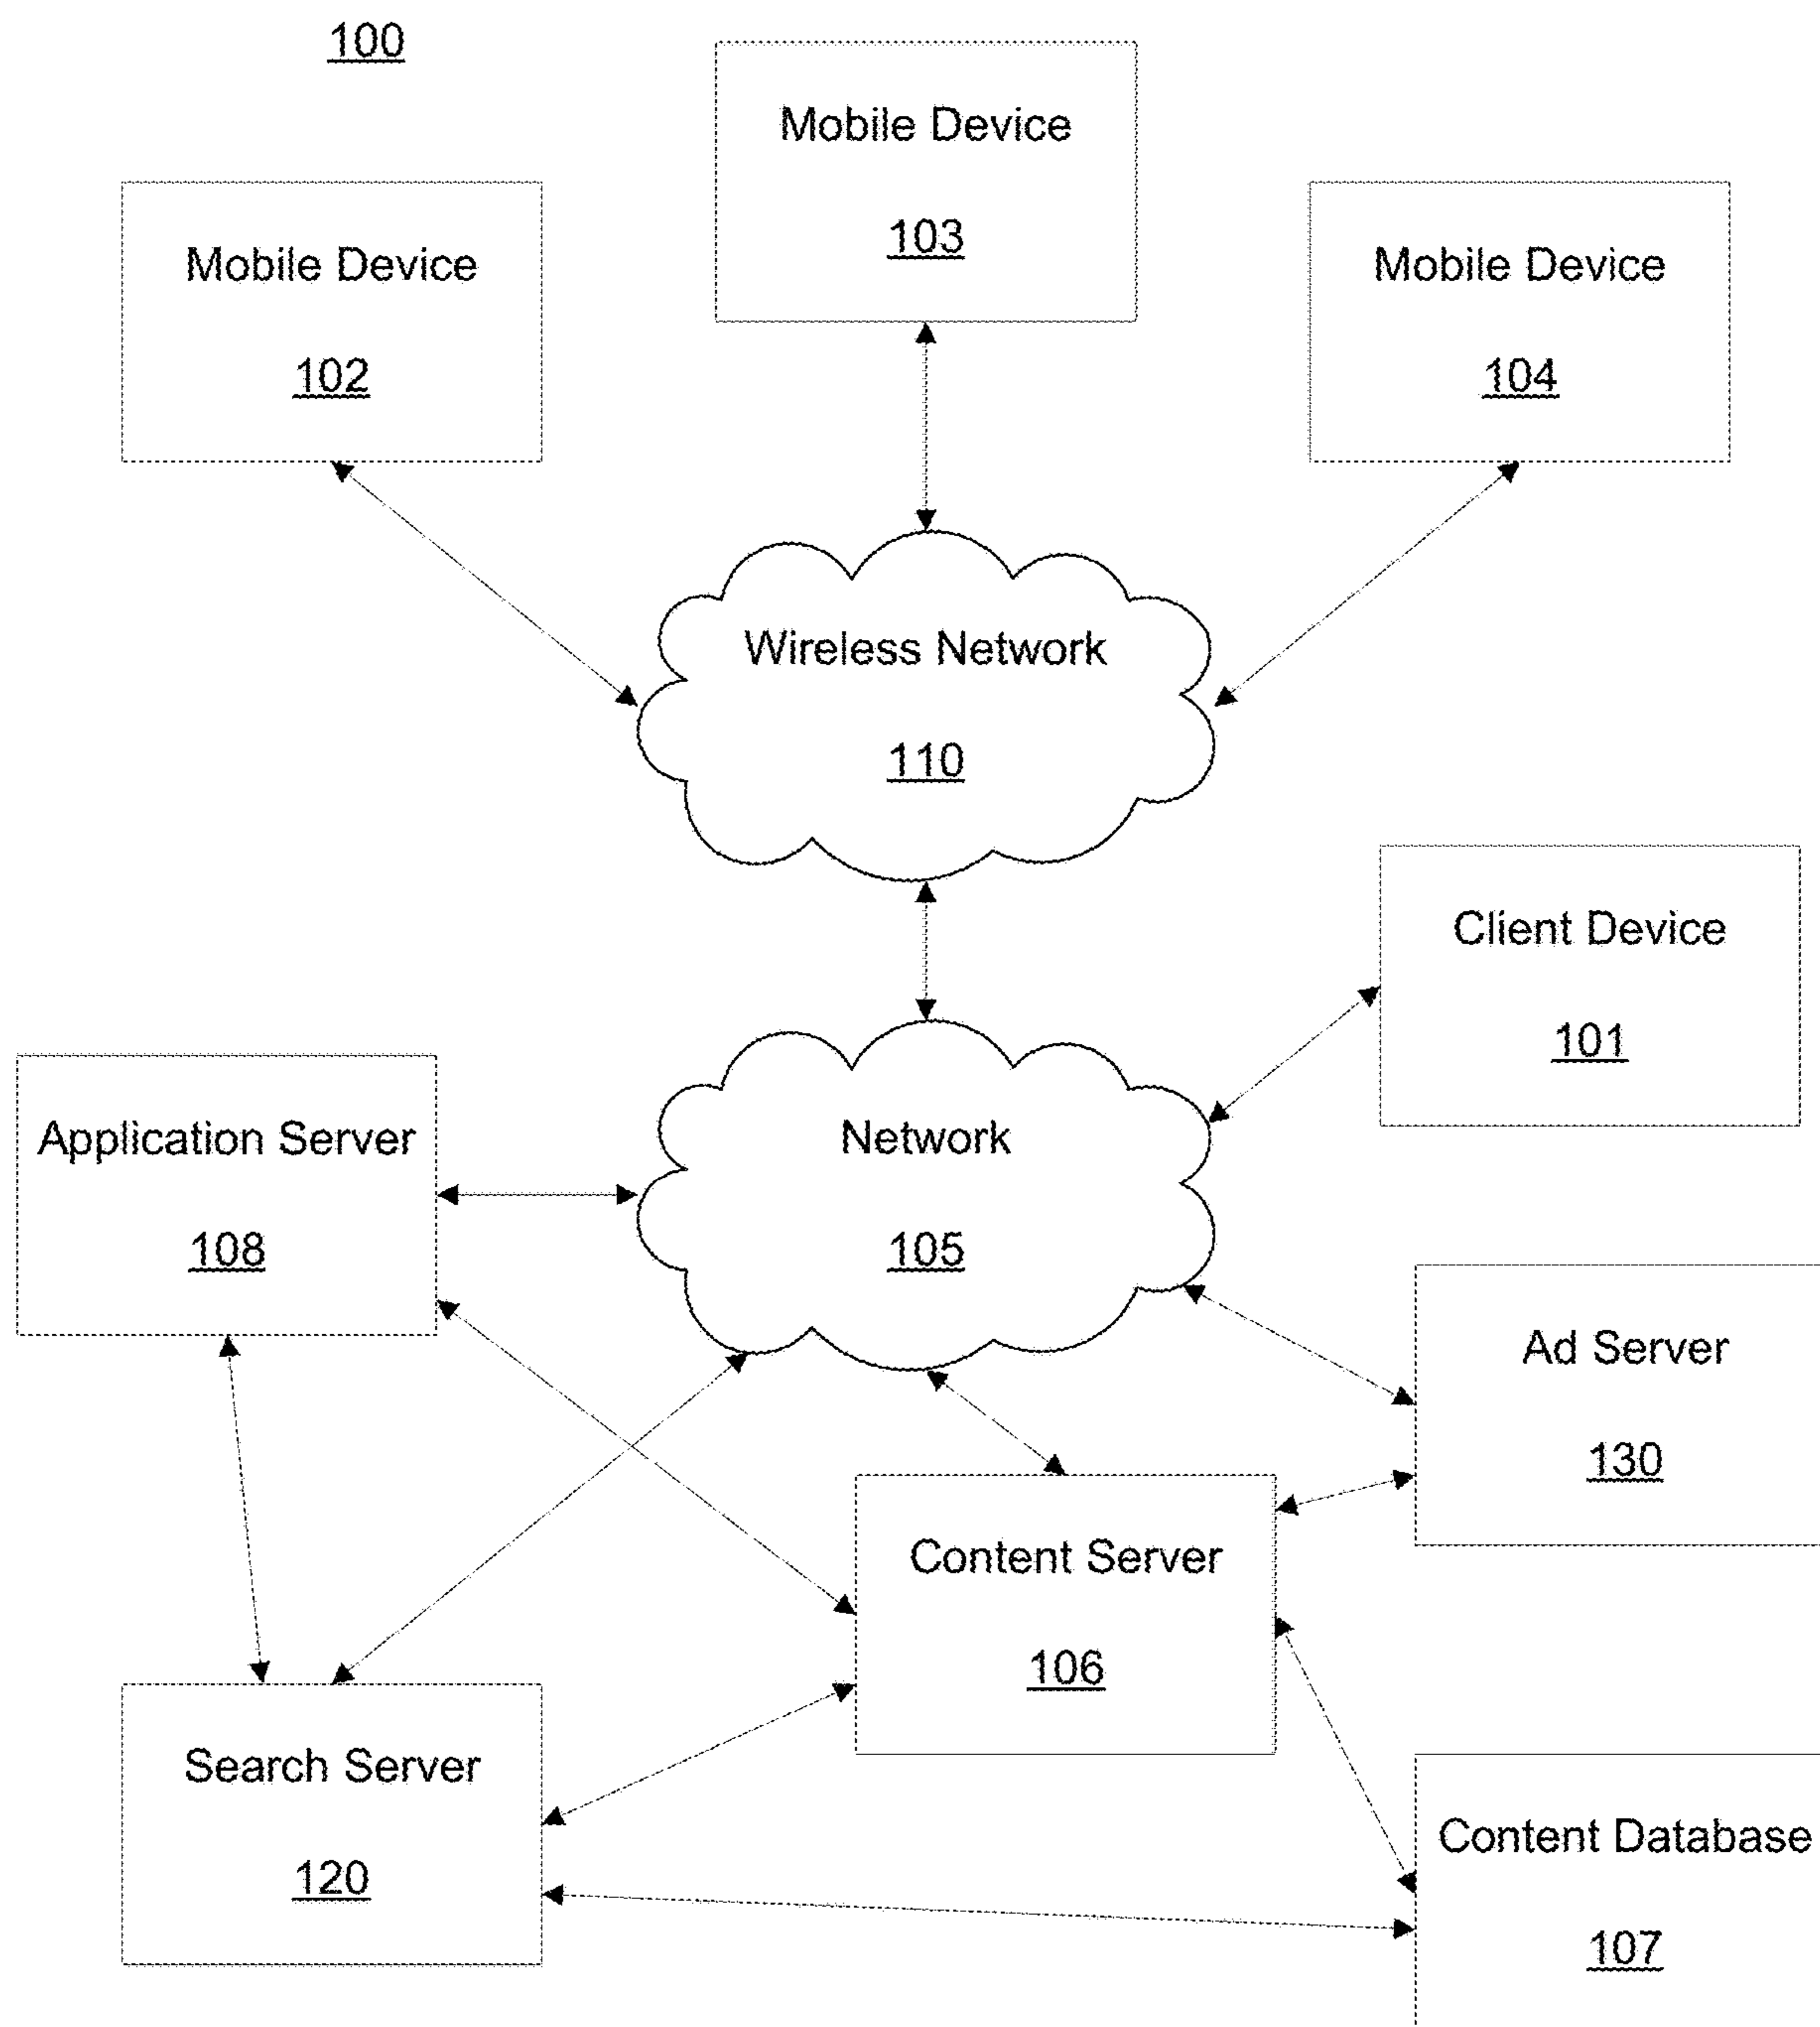 100
Mobile Device
103
Mobile Device
102
Mobile Device
104
Wireless Network
110
Client Device
101
Application Server
108
Network
105
Ad Server
130
Content Server
106
Search Server
120
Content Database
107